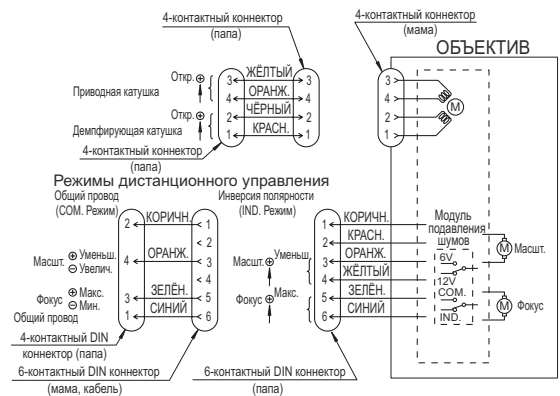 4-контактный коннектор
(папа)
4-контактный коннектор
(мама)
ОБЪЕКТИВ
Откр. ⊕
Приводная катушка
Откр. ⊕
Демпфирующая катушка
3 ЖЁЛТЫЙ 3
4 ОРАНЖ. 4
2 ЧЁРНЫЙ 2
1 КРАСН. 1
3
4
2
1
M
4-контактный коннектор
(папа)
Режимы дистанционного управления
Общий провод
(COM. Режим)
Инверсия полярности
(IND. Режим)
2 КОРИЧН. 1
2
4 ОРАНЖ. 3
4
3 ЗЕЛЁН. 5
1 СИНИЙ 6
Масшт. ⊕ Уменьш.
⊖ Увелич.
Фокус ⊕ Макс.
⊖ Мин.
Общий провод
Масшт. ⊕ Уменьш
Фокус ⊕ Макс.
1 КОРИЧН.
2 КРАСН.
3 ОРАНЖ.
4 ЖЁЛТЫЙ
5 ЗЕЛЁН.
6 СИНИЙ
Модуль
подавления
шумов
6V
12V
COM.
IND.
M Масшт.
M Фокус
4-контактный DIN
коннектор (папа)
6-контактный DIN коннектор
(мама, кабель)
6-контактный DIN коннектор
(папа)